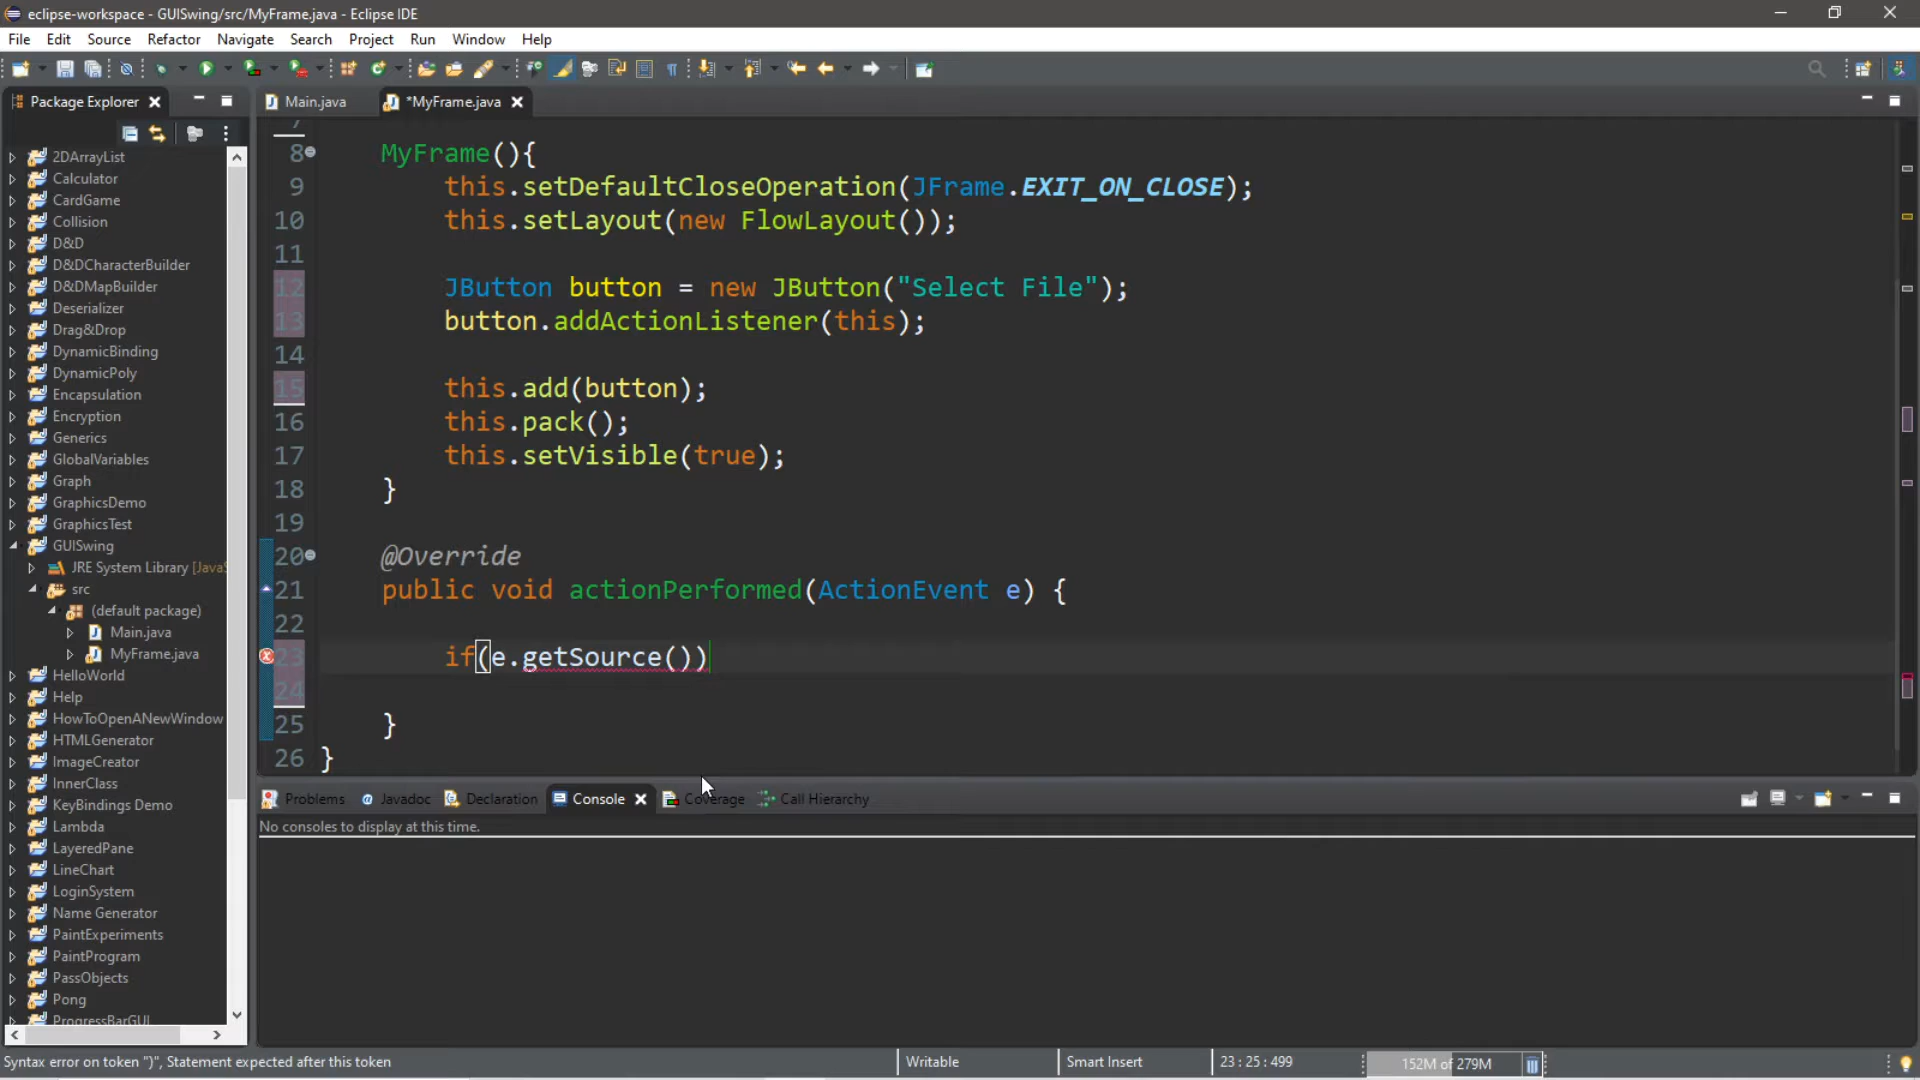 eclipse-workspace - GUISwing/src/MyFrame.java - Eclipse IDE
File Edit Source Refactor Navigate Search Project Run Window Help
Package Explorer
Main.java
*MyFrame.java
2DArrayList
Calculator
CardGame
Collision
D&D
D&DCharacterBuilder
D&DMapBuilder
Deserializer
Drag&Drop
DynamicBinding
DynamicPoly
Encapsulation
Encryption
Generics
GlobalVariables
Graph
GraphicsDemo
GraphicsTest
GUISwing
JRE System Library [JavaS
src
(default package)
Main.java
MyFrame.java
HelloWorld
Help
HowToOpenANewWindow
HTMLGenerator
ImageCreator
InnerClass
KeyBindings Demo
Lambda
LayeredPane
LineChart
LoginSystem
Name Generator
PaintExperiments
PaintProgram
PassObjects
Pong
ProgressBarGUI
7
8 MyFrame(){
9 this.setDefaultCloseOperation(JFrame.EXIT_ON_CLOSE);
10 this.setLayout(new FlowLayout());
11
12 JButton button = new JButton("Select File");
13 button.addActionListener(this);
14
15 this.add(button);
16 this.pack();
17 this.setVisible(true);
18 }
19
20 @Override
21 public void actionPerformed(ActionEvent e) {
22
23 if(e.getSource())
24
25 }
26 }
Problems Javadoc Declaration Console Coverage Call Hierarchy
No consoles to display at this time.
Syntax error on token ")", Statement expected after this token
Writable
Smart Insert
23 : 25 : 499
152M of 279M